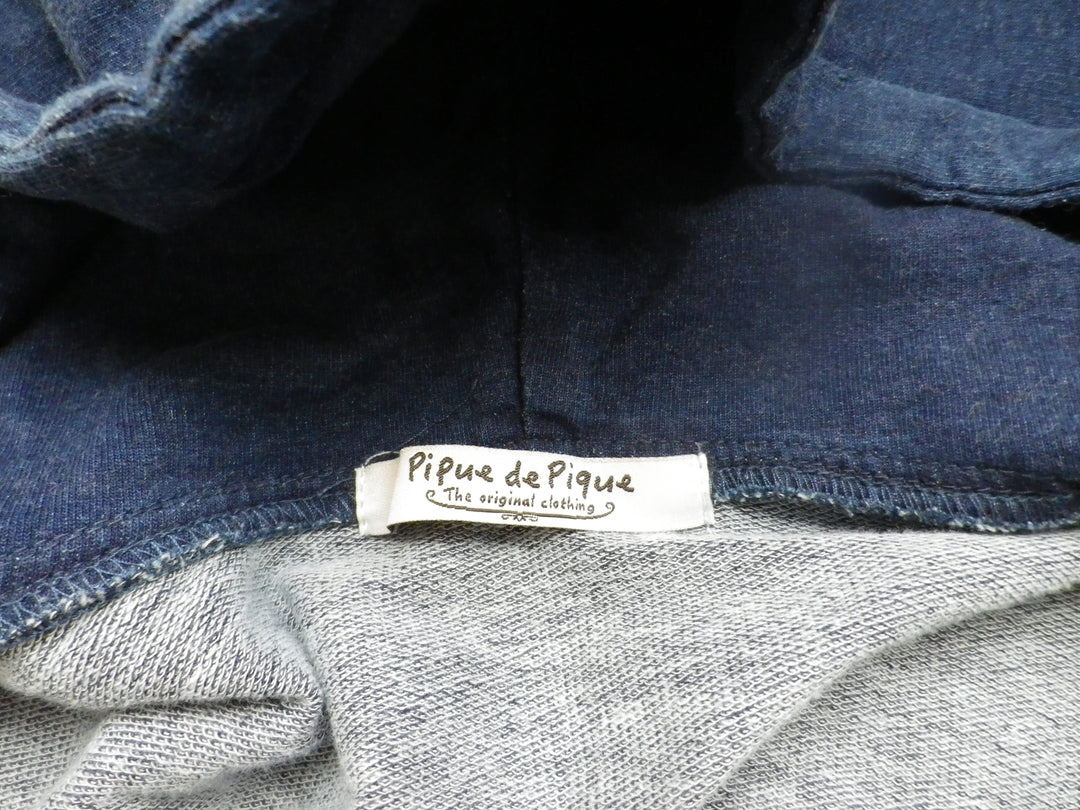 Pipue de Pique
The original clothing